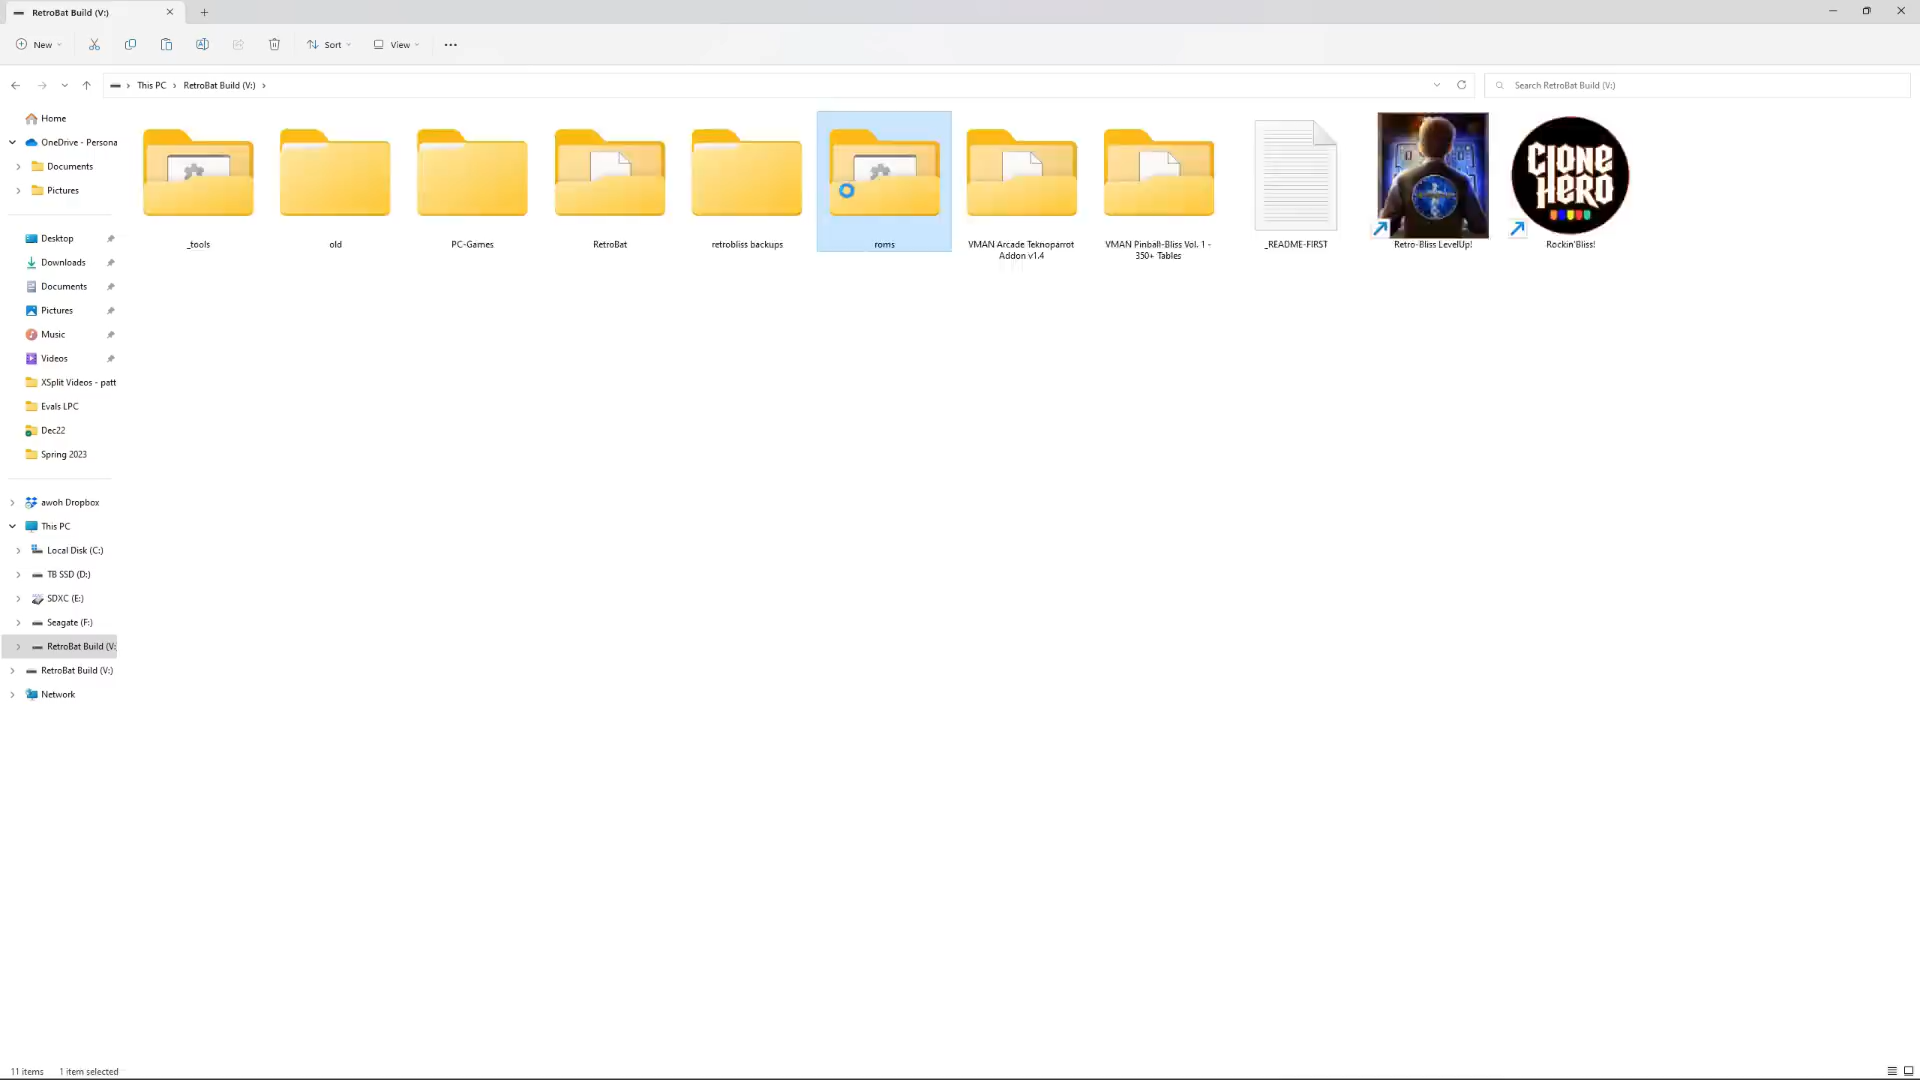 RetroBat Build (V:)
New
Sort
View
This PC
RetroBat Build (V:)
Search RetroBat Build (V:)
Home
OneDrive - Persona
Documents
Pictures
Desktop
Downloads
Documents
Pictures
Music
Videos
XSplit Videos - patt
Evals LPC
Dec22
Spring 2023
awoh Dropbox
This PC
Local Disk (C:)
TB SSD (D:)
SDXC (E:)
Seagate (F:)
RetroBat Build (V:
RetroBat Build (V:)
Network
_tools
old
PC-Games
RetroBat
retrobliss backups
roms
VMAN Arcade Teknoparrot
Addon v1.4
VMAN Pinball-Bliss Vol. 1 -
350+ Tables
_README-FIRST
Retro-Bliss LevelUp!
CLONE
HERO
Rockin'Bliss!
11 items
1 item selected